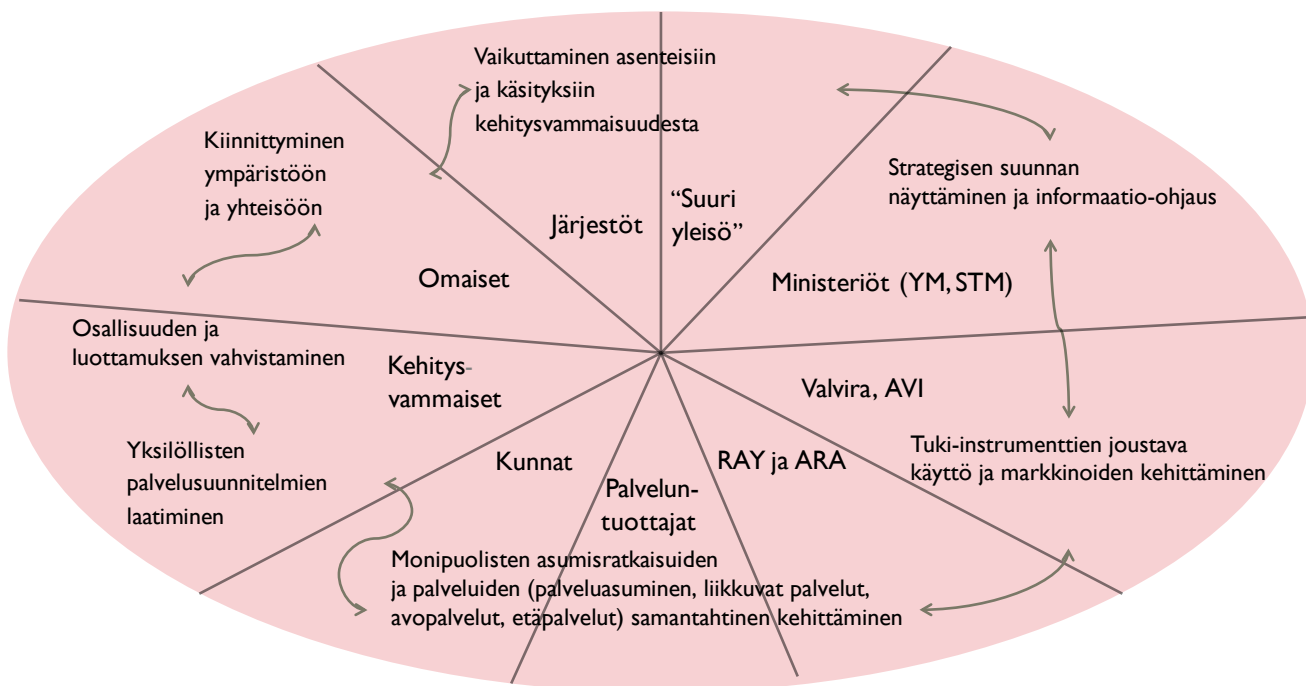 Vaikuttaminen asenteisiin
ja käsityksiin
kehitysvammaisuudesta
Kiinnittyminen
ympäristöön
ja yhteisöön
Strategisen suunnan
näyttäminen ja informaatio-ohjaus
Järjestöt
“Suuri
yleisö”
Omaiset
Ministeriöt (YM, STM)
Osallisuuden ja
luottamuksen vahvistaminen
Kehitys-
vammaiset
Valvira, AVI
Yksilöllisten
palvelusuunnitelmien
laatiminen
Kunnat
RAY ja ARA
Tuki-instrumenttien joustava
käyttö ja markkinoiden kehittäminen
Palvelun-
tuottajat
Monipuolisten asumisratkaisuiden
ja palveluiden (palveluasuminen, liikkuvat palvelut,
avopalvelut, etäpalvelut) samantahtinen kehittäminen